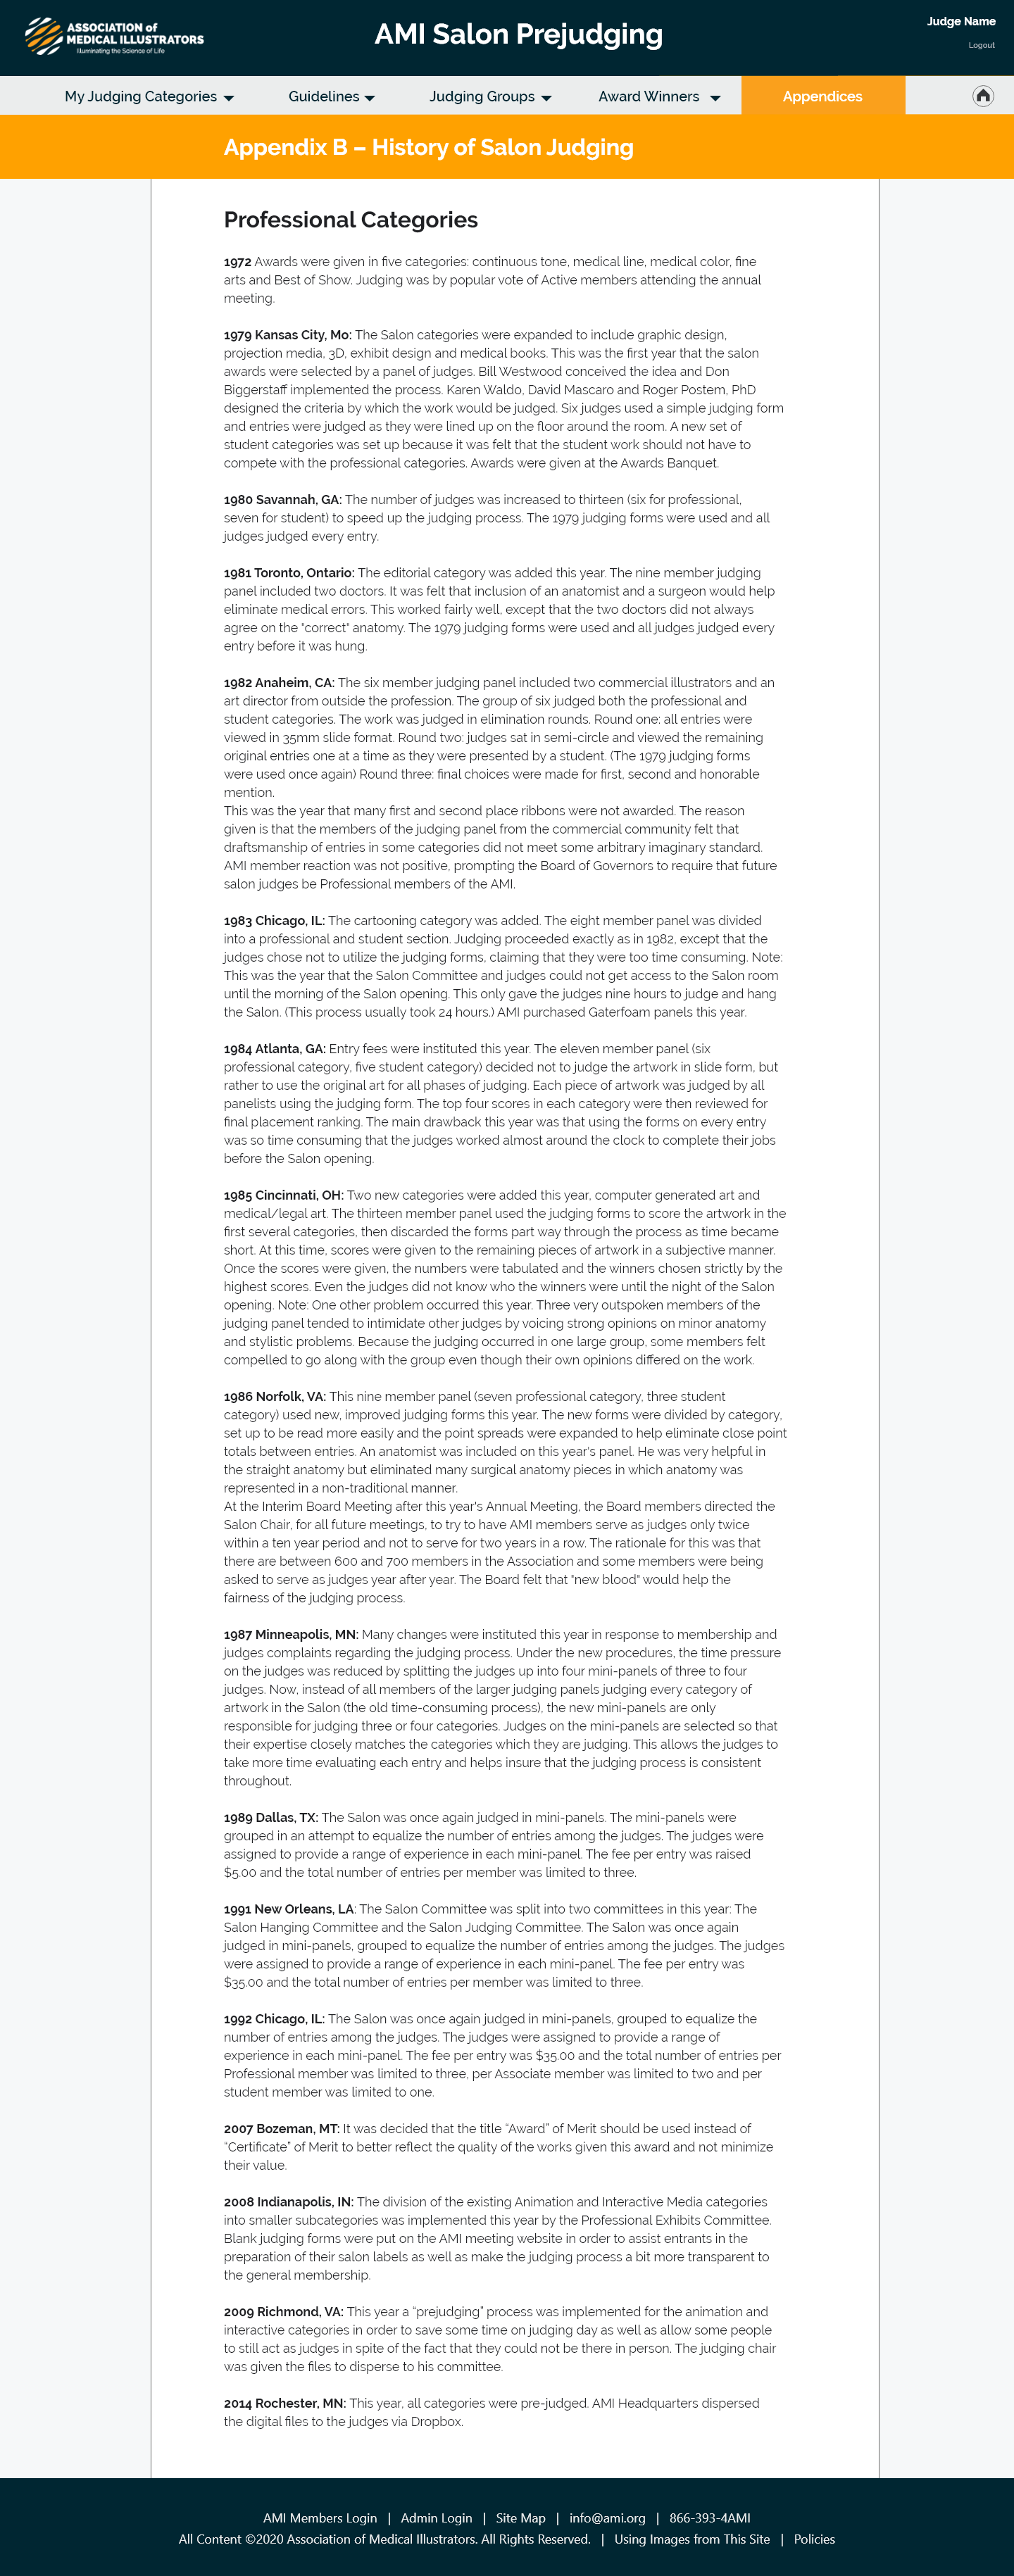 ASSOCIATION of
MEDICAL ILLUSTRATORS
Illuminating the Science of Life
AMI Salon Prejudging
Judge Name
Logout
My Judging Categories
Guidelines
Judging Groups
Award Winners
Appendices
Appendix B – History of Salon Judging
Professional Categories
1972 Awards were given in five categories: continuous tone, medical line, medical color, fine
arts and Best of Show. Judging was by popular vote of Active members attending the annual
meeting.
1979 Kansas City, Mo: The Salon categories were expanded to include graphic design,
projection media, 3D, exhibit design and medical books. This was the first year that the salon
awards were selected by a panel of judges. Bill Westwood conceived the idea and Don
Biggerstaff implemented the process. Karen Waldo, David Mascaro and Roger Postem, PhD
designed the criteria by which the work would be judged. Six judges used a simple judging form
and entries were judged as they were lined up on the floor around the room. A new set of
student categories was set up because it was felt that the student work should not have to
compete with the professional categories. Awards were given at the Awards Banquet.
1980 Savannah, GA: The number of judges was increased to thirteen (six for professional,
seven for student) to speed up the judging process. The 1979 judging forms were used and all
judges judged every entry.
1981 Toronto, Ontario: The editorial category was added this year. The nine member judging
panel included two doctors. It was felt that inclusion of an anatomist and a surgeon would help
eliminate medical errors. This worked fairly well, except that the two doctors did not always
agree on the "correct" anatomy. The 1979 judging forms were used and all judges judged every
entry before it was hung.
1982 Anaheim, CA: The six member judging panel included two commercial illustrators and an
art director from outside the profession. The group of six judged both the professional and
student categories. The work was judged in elimination rounds. Round one: all entries were
viewed in 35mm slide format. Round two: judges sat in semi-circle and viewed the remaining
original entries one at a time as they were presented by a student. (The 1979 judging forms
were used once again) Round three: final choices were made for first, second and honorable
mention.
This was the year that many first and second place ribbons were not awarded. The reason
given is that the members of the judging panel from the commercial community felt that
draftsmanship of entries in some categories did not meet some arbitrary imaginary standard.
AMI member reaction was not positive, prompting the Board of Governors to require that future
salon judges be Professional members of the AMI.
1983 Chicago, IL: The cartooning category was added. The eight member panel was divided
into a professional and student section. Judging proceeded exactly as in 1982, except that the
judges chose not to utilize the judging forms, claiming that they were too time consuming. Note:
This was the year that the Salon Committee and judges could not get access to the Salon room
until the morning of the Salon opening. This only gave the judges nine hours to judge and hang
the Salon. (This process usually took 24 hours.) AMI purchased Gaterfoam panels this year.
1984 Atlanta, GA: Entry fees were instituted this year. The eleven member panel (six
professional category, five student category) decided not to judge the artwork in slide form, but
rather to use the original art for all phases of judging. Each piece of artwork was judged by all
panelists using the judging form. The top four scores in each category were then reviewed for
final placement ranking. The main drawback this year was that using the forms on every entry
was so time consuming that the judges worked almost around the clock to complete their jobs
before the Salon opening.
1985 Cincinnati, OH: Two new categories were added this year, computer generated art and
medical/legal art. The thirteen member panel used the judging forms to score the artwork in the
first several categories, then discarded the forms part way through the process as time became
short. At this time, scores were given to the remaining pieces of artwork in a subjective manner.
Once the scores were given, the numbers were tabulated and the winners chosen strictly by the
highest scores. Even the judges did not know who the winners were until the night of the Salon
opening. Note: One other problem occurred this year. Three very outspoken members of the
judging panel tended to intimidate other judges by voicing strong opinions on minor anatomy
and stylistic problems. Because the judging occurred in one large group, some members felt
compelled to go along with the group even though their own opinions differed on the work.
1986 Norfolk, VA: This nine member panel (seven professional category, three student
category) used new, improved judging forms this year. The new forms were divided by category,
set up to be read more easily and the point spreads were expanded to help eliminate close point
totals between entries. An anatomist was included on this year's panel. He was very helpful in
the straight anatomy but eliminated many surgical anatomy pieces in which anatomy was
represented in a non-traditional manner.
At the Interim Board Meeting after this year's Annual Meeting, the Board members directed the
Salon Chair, for all future meetings, to try to have AMI members serve as judges only twice
within a ten year period and not to serve for two years in a row. The rationale for this was that
there are between 600 and 700 members in the Association and some members were being
asked to serve as judges year after year. The Board felt that "new blood" would help the
fairness of the judging process.
1987 Minneapolis, MN: Many changes were instituted this year in response to membership and
judges complaints regarding the judging process. Under the new procedures, the time pressure
on the judges was reduced by splitting the judges up into four mini-panels of three to four
judges. Now, instead of all members of the larger judging panels judging every category of
artwork in the Salon (the old time-consuming process), the new mini-panels are only
responsible for judging three or four categories. Judges on the mini-panels are selected so that
their expertise closely matches the categories which they are judging. This allows the judges to
take more time evaluating each entry and helps insure that the judging process is consistent
throughout.
1989 Dallas, TX: The Salon was once again judged in mini-panels. The mini-panels were
grouped in an attempt to equalize the number of entries among the judges. The judges were
assigned to provide a range of experience in each mini-panel. The fee per entry was raised
$5.00 and the total number of entries per member was limited to three.
1991 New Orleans, LA: The Salon Committee was split into two committees in this year: The
Salon Hanging Committee and the Salon Judging Committee. The Salon was once again
judged in mini-panels, grouped to equalize the number of entries among the judges. The judges
were assigned to provide a range of experience in each mini-panel. The fee per entry was
$35.00 and the total number of entries per member was limited to three.
1992 Chicago, IL: The Salon was once again judged in mini-panels, grouped to equalize the
number of entries among the judges. The judges were assigned to provide a range of
experience in each mini-panel. The fee per entry was $35.00 and the total number of entries per
Professional member was limited to three, per Associate member was limited to two and per
student member was limited to one.
2007 Bozeman, MT: It was decided that the title “Award” of Merit should be used instead of
“Certificate” of Merit to better reflect the quality of the works given this award and not minimize
their value.
2008 Indianapolis, IN: The division of the existing Animation and Interactive Media categories
into smaller subcategories was implemented this year by the Professional Exhibits Committee.
Blank judging forms were put on the AMI meeting website in order to assist entrants in the
preparation of their salon labels as well as make the judging process a bit more transparent to
the general membership.
2009 Richmond, VA: This year a “prejudging” process was implemented for the animation and
interactive categories in order to save some time on judging day as well as allow some people
to still act as judges in spite of the fact that they could not be there in person. The judging chair
was given the files to disperse to his committee.
2014 Rochester, MN: This year, all categories were pre-judged. AMI Headquarters dispersed
the digital files to the judges via Dropbox.
AMI Members Login | Admin Login | Site Map | info@ami.org | 866-393-4AMI
All Content ©2020 Association of Medical Illustrators. All Rights Reserved. | Using Images from This Site | Policies